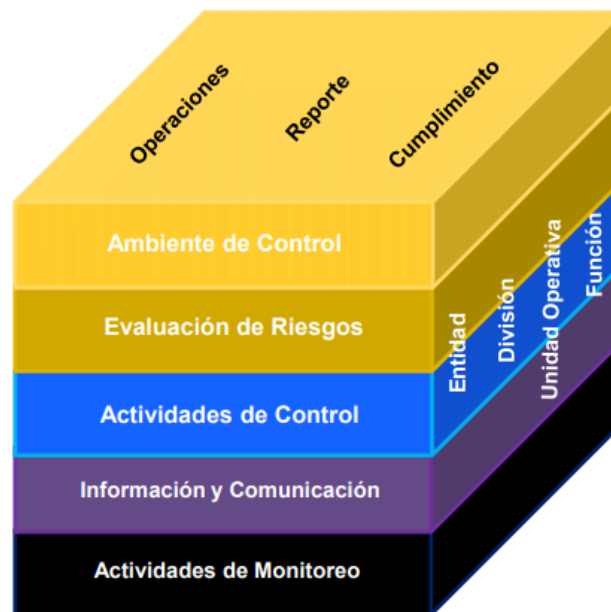 Operaciones
Reporte
Cumplimiento
Ambiente de Control
Evaluación de Riesgos
Actividades de Control
Información y Comunicación
Actividades de Monitoreo
Entidad
División
Unidad Operativa
Función